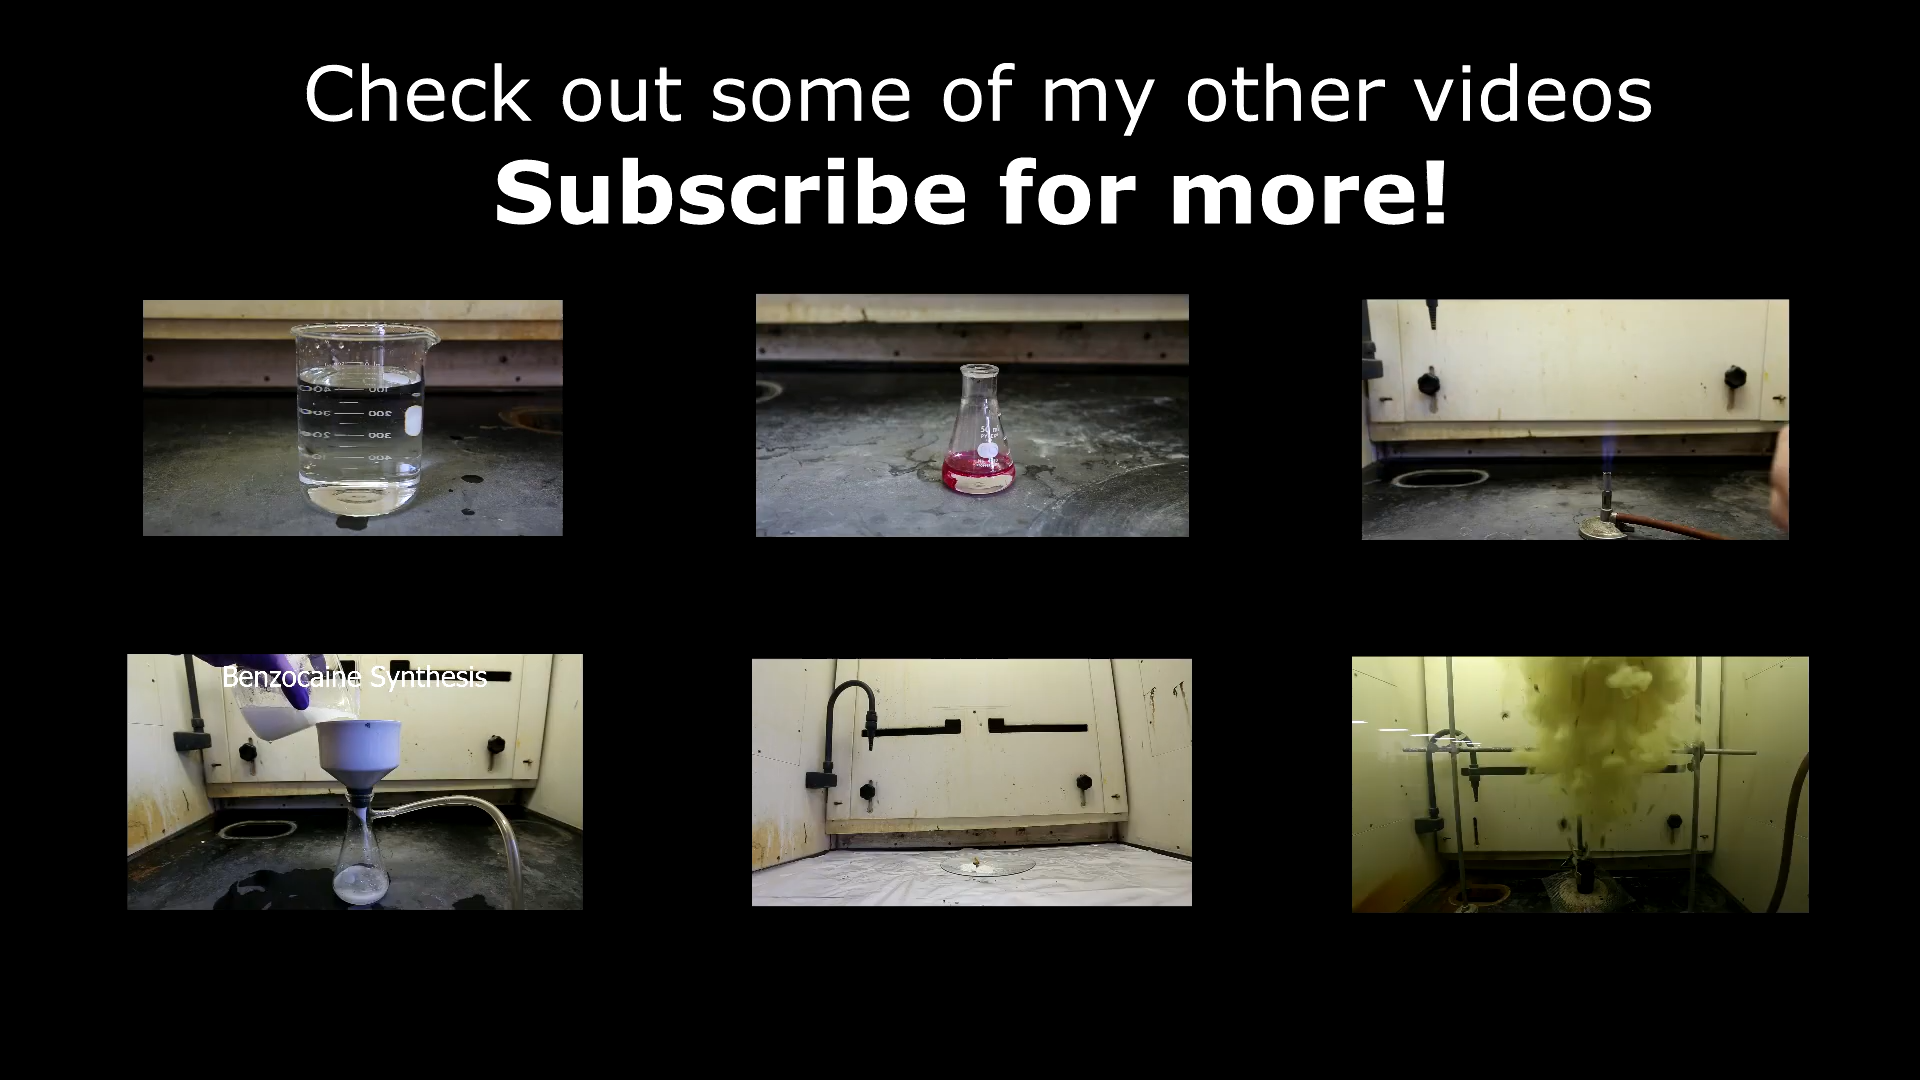 Check out some of my other videos
Subscribe for more!
Benzocaine Synthesis